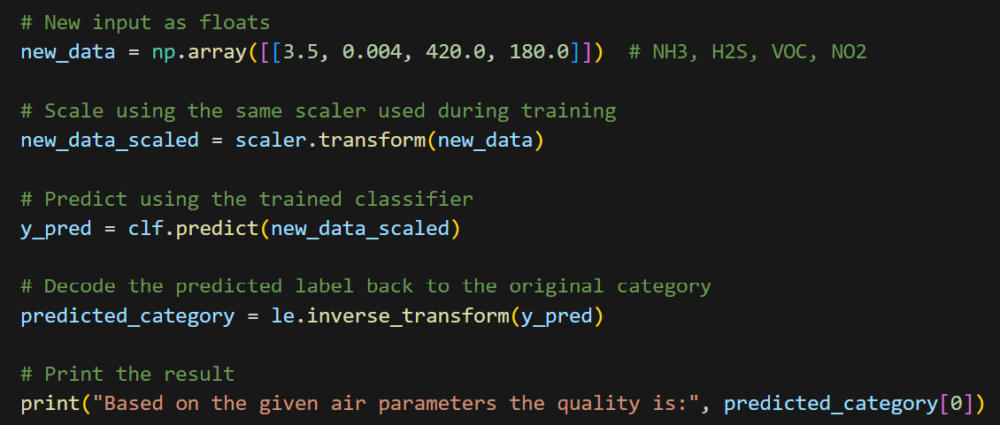 # New input as floats
new_data = np.array([[3.5, 0.004, 420.0, 180.0]])  # NH3, H2S, VOC, NO2
# Scale using the same scaler used during training
new_data_scaled = scaler.transform(new_data)
# Predict using the trained classifier
y_pred = clf.predict(new_data_scaled)
# Decode the predicted label back to the original category
predicted_category = le.inverse_transform(y_pred)
# Print the result
print("Based on the given air parameters the quality is:", predicted_category[0])